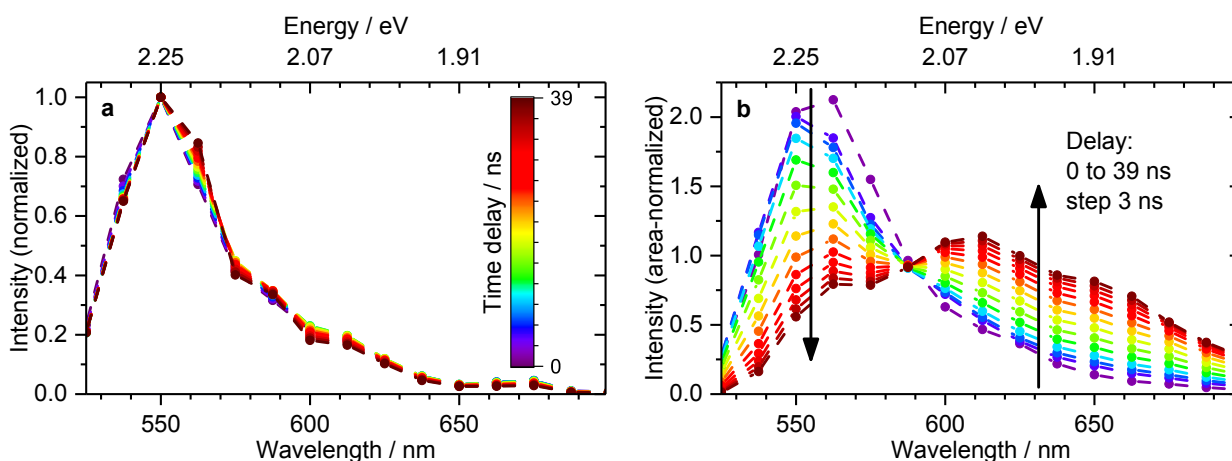 Energy / eV
2.25 2.07 1.91
a
1.0
0.8
0.6
0.4
0.2
0.0
Intensity (normalized)
39
Time delay / ns
0
550 600 650
Wavelength / nm
Energy / eV
2.25 2.07 1.91
b
2.0
1.5
1.0
0.5
0.0
Intensity (area-normalized)
Delay:
0 to 39 ns
step 3 ns
550 600 650
Wavelength / nm